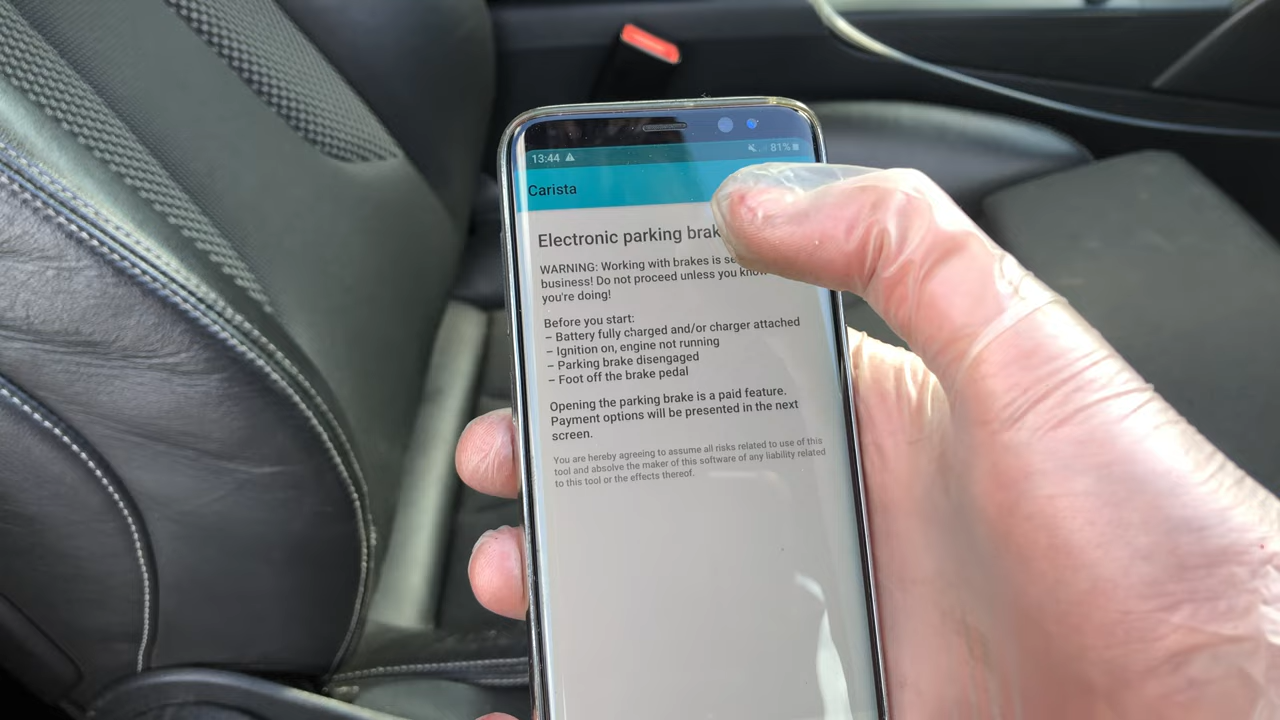 13:44
81%
Carista
Electronic parking brak
WARNING: Working with brakes is se
business! Do not proceed unless you know
you're doing!
Before you start:
– Battery fully charged and/or charger attached
– Ignition on, engine not running
– Parking brake disengaged
– Foot off the brake pedal
Opening the parking brake is a paid feature.
Payment options will be presented in the next
screen.
You are hereby agreeing to assume all risks related to use of this
tool and absolve the maker of this software of any liability related
to this tool or the effects thereof.